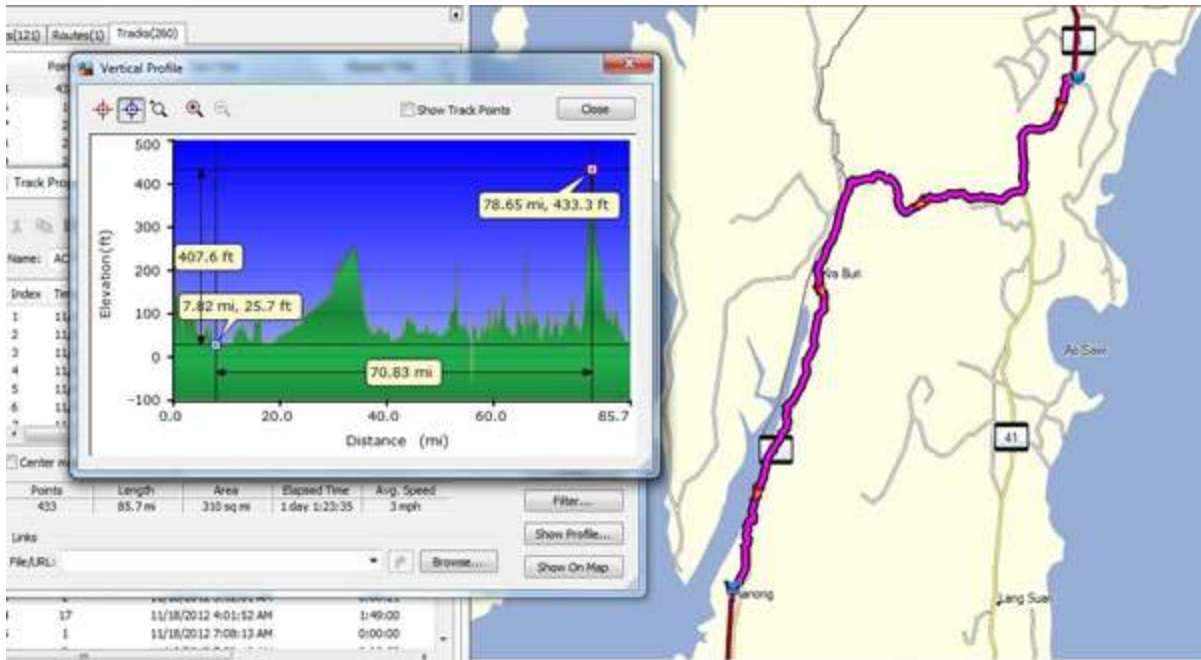 Routes(1) Tracks(260)
Vertical Profile
Show Track Points
Close
500
400
300
200
100
0
-100
Elevation(ft)
78.65 mi, 433.3 ft
407.6 ft
7.82 mi, 25.7 ft
70.83 mi
0.0 20.0 40.0 60.0 85.7
Distance (mi)
Name:
Index
1
2
3
4
5
6
Points Length Area Elapsed Time Avg. Speed
433 85.7 mi 310 sq mi 1 day 1:23:35 3 mph
Filter...
Links
Show Profile...
File/URL:
Browse...
Show On Map
17 11/18/2012 4:01:52 AM 1:49:00
1 11/18/2012 7:08:13 AM 0:00:00
Kra Buri
Ao Sawi
41
Lang Suan